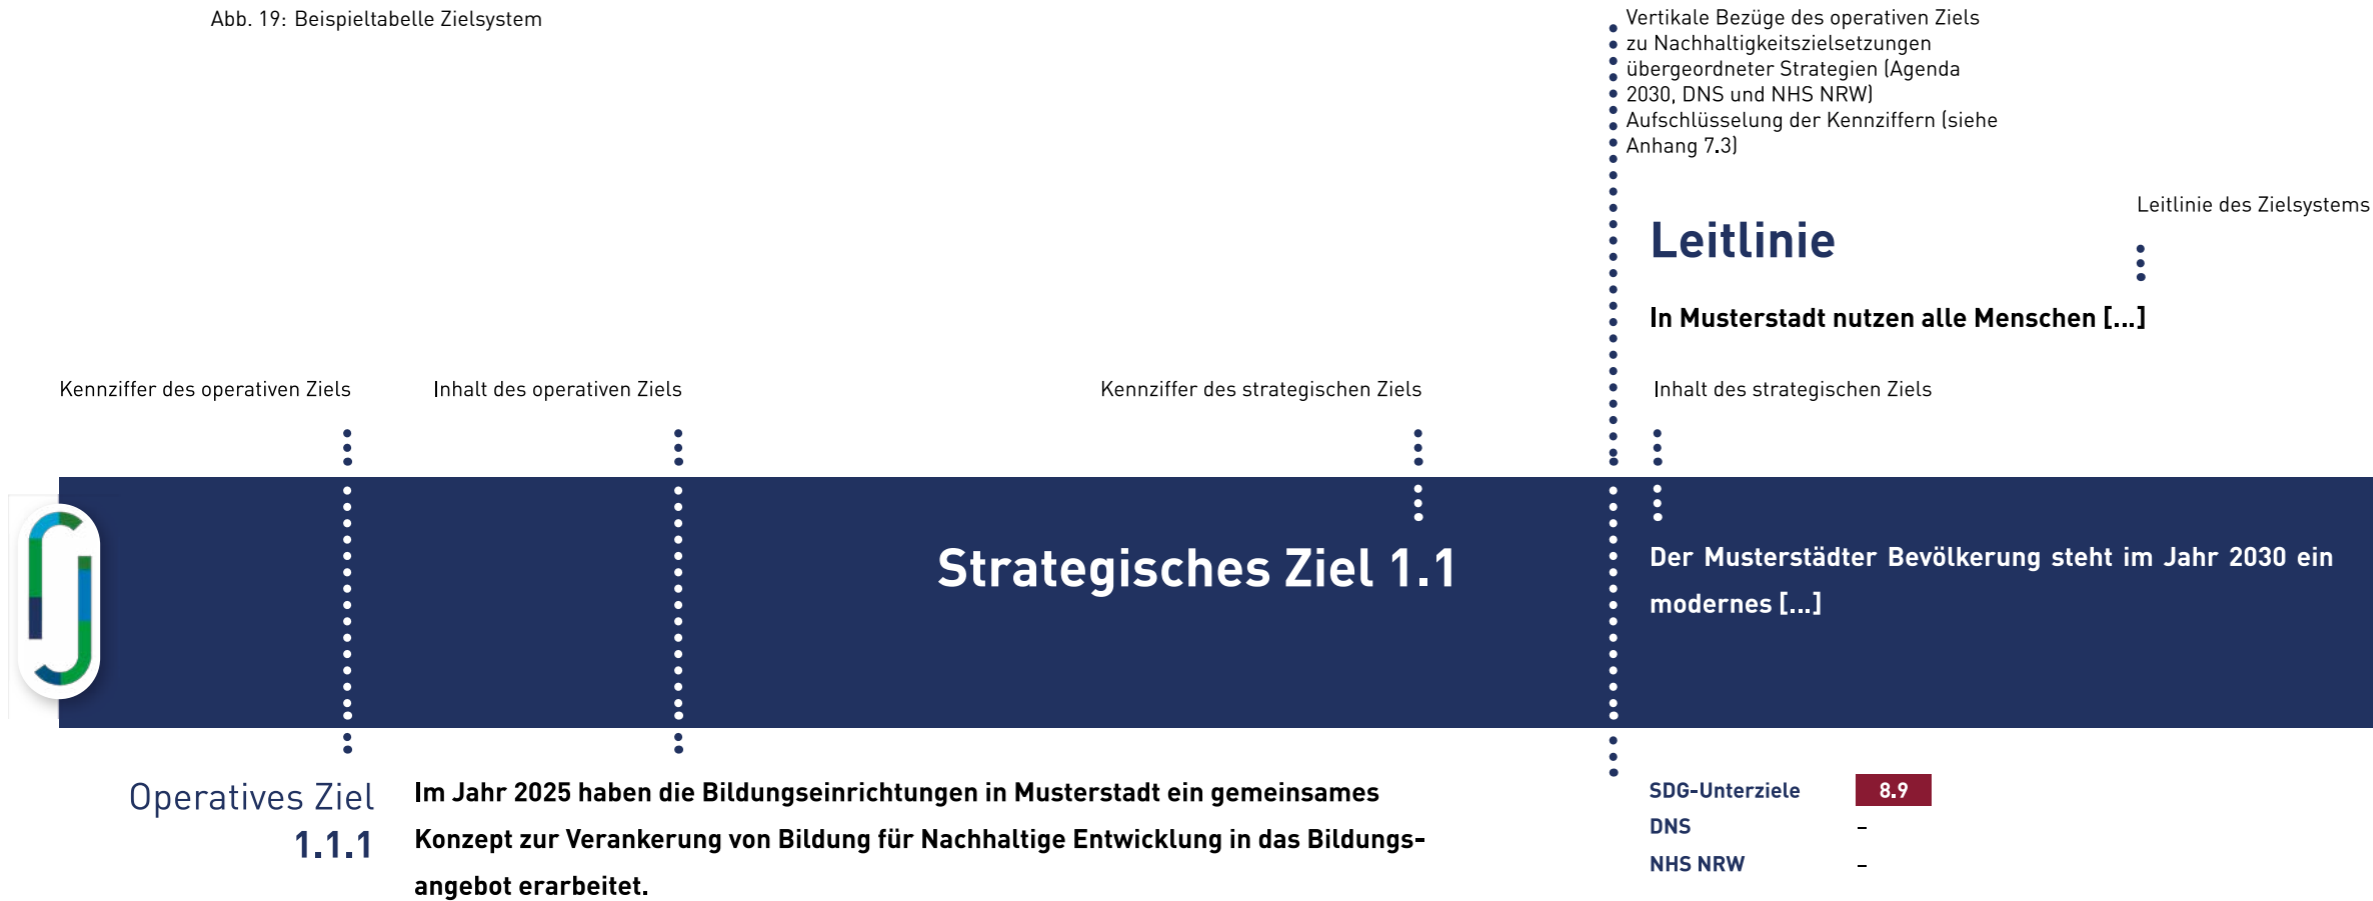 Abb. 19: Beispieltabelle Zielsystem
Vertikale Bezüge des operativen Ziels
zu Nachhaltigkeitszielsetzungen
übergeordneter Strategien (Agenda
2030, DNS und NHS NRW)
Aufschlüsselung der Kennziffern (siehe
Anhang 7.3)
Leitlinie des Zielsystems
Leitlinie
In Musterstadt nutzen alle Menschen [...]
Kennziffer des operativen Ziels
Inhalt des operativen Ziels
Kennziffer des strategischen Ziels
Inhalt des strategischen Ziels
Strategisches Ziel 1.1
Der Musterstädter Bevölkerung steht im Jahr 2030 ein
modernes [...]
Operatives Ziel
1.1.1
Im Jahr 2025 haben die Bildungseinrichtungen in Musterstadt ein gemeinsames
Konzept zur Verankerung von Bildung für Nachhaltige Entwicklung in das Bildungs-
angebot erarbeitet.
SDG-Unterziele 8.9
DNS –
NHS NRW –